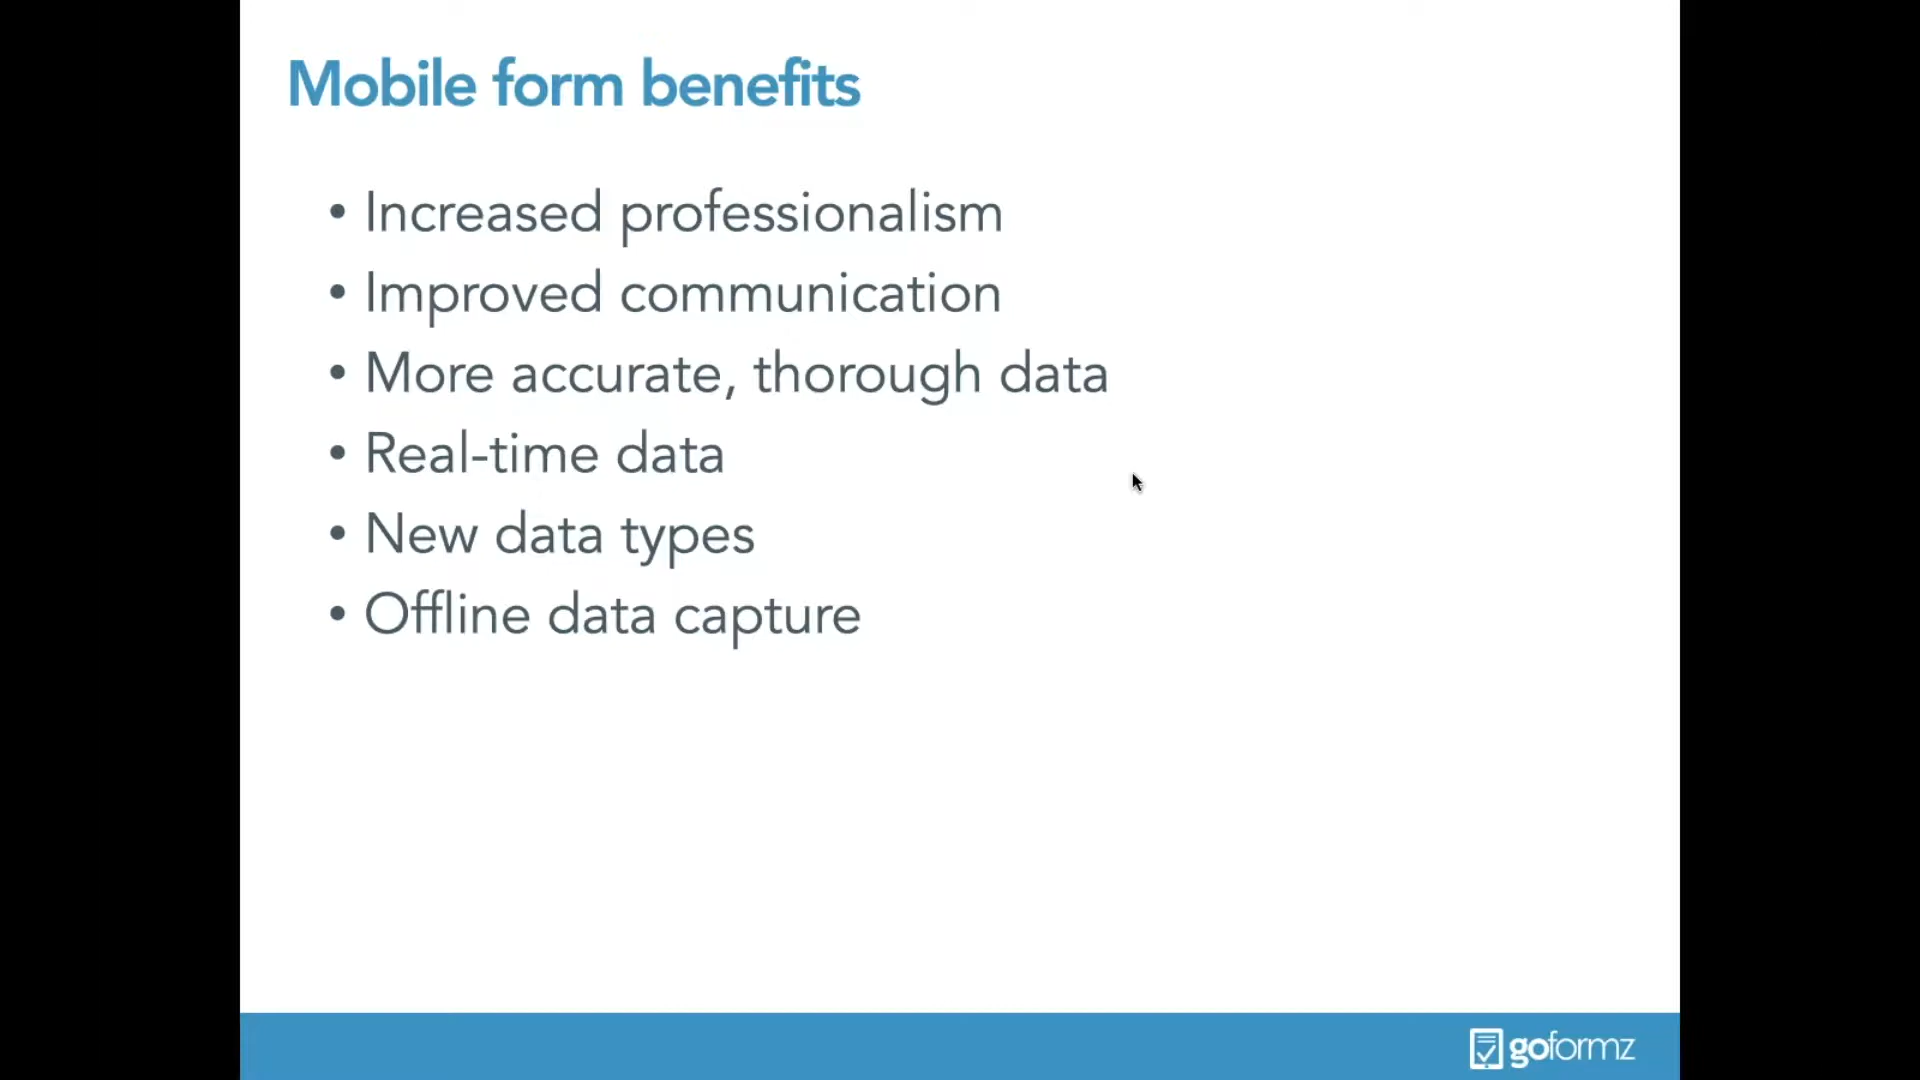 Mobile form benefits
• Increased professionalism
• Improved communication
• More accurate, thorough data
• Real-time data
• New data types
• Offline data capture
goformz